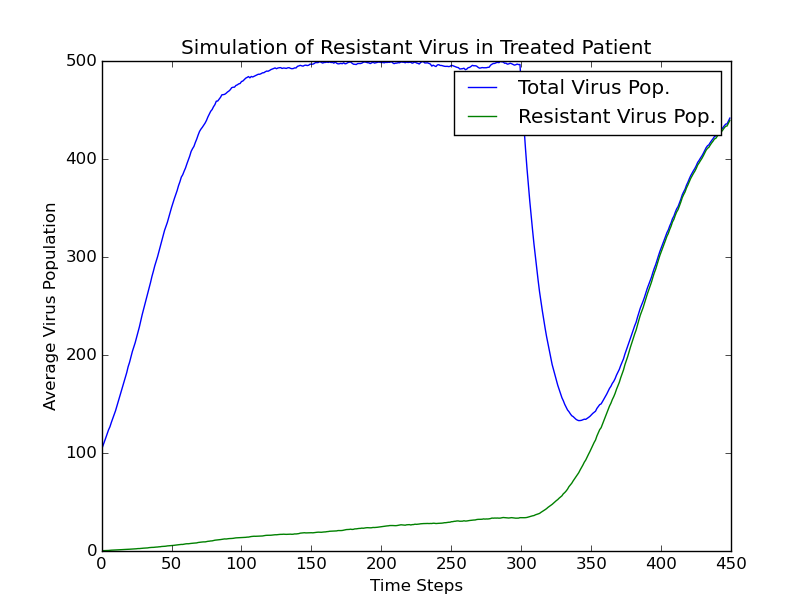 Simulation of Resistant Virus in Treated Patient
500
400
300
200
100
0
Average Virus Population
Total Virus Pop.
Resistant Virus Pop.
0 50 100 150 200 250 300 350 400 450
Time Steps